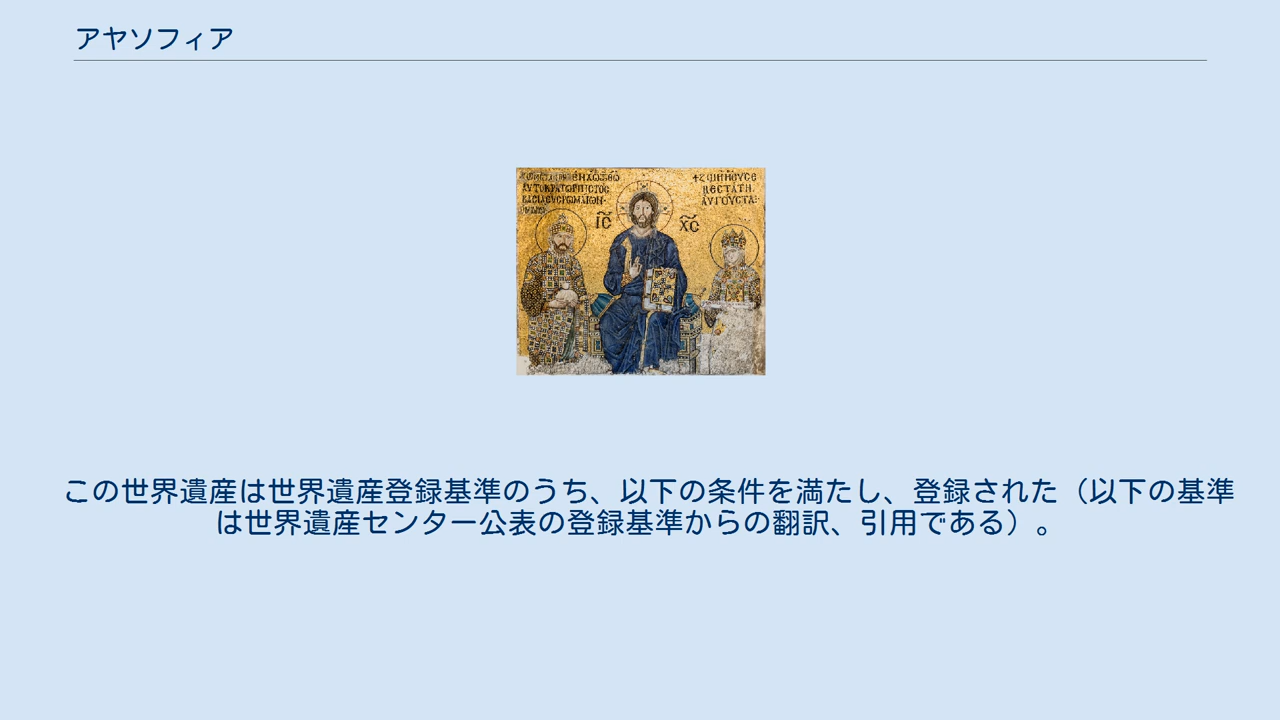 アヤソフィア
ΙC XC
この世界遺産は世界遺産登録基準のうち、以下の条件を満たし、登録された（以下の基準
は世界遺産センター公表の登録基準からの翻訳、引用である）。